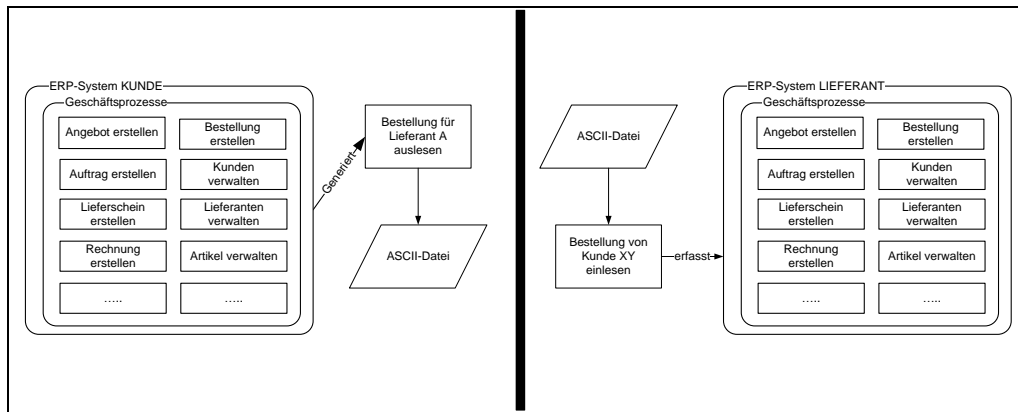 ERP-System KUNDE
Geschäftsprozesse
Angebot erstellen
Bestellung
erstellen
Auftrag erstellen
Kunden
verwalten
Lieferschein
erstellen
Lieferanten
verwalten
Rechnung
erstellen
Artikel verwalten
…..
…..
Generiert
Bestellung für
Lieferant A
auslesen
ASCII-Datei
ASCII-Datei
Bestellung von
Kunde XY
einlesen
erfasst
ERP-System LIEFERANT
Geschäftsprozesse
Angebot erstellen
Bestellung
erstellen
Auftrag erstellen
Kunden
verwalten
Lieferschein
erstellen
Lieferanten
verwalten
Rechnung
erstellen
Artikel verwalten
…..
…..